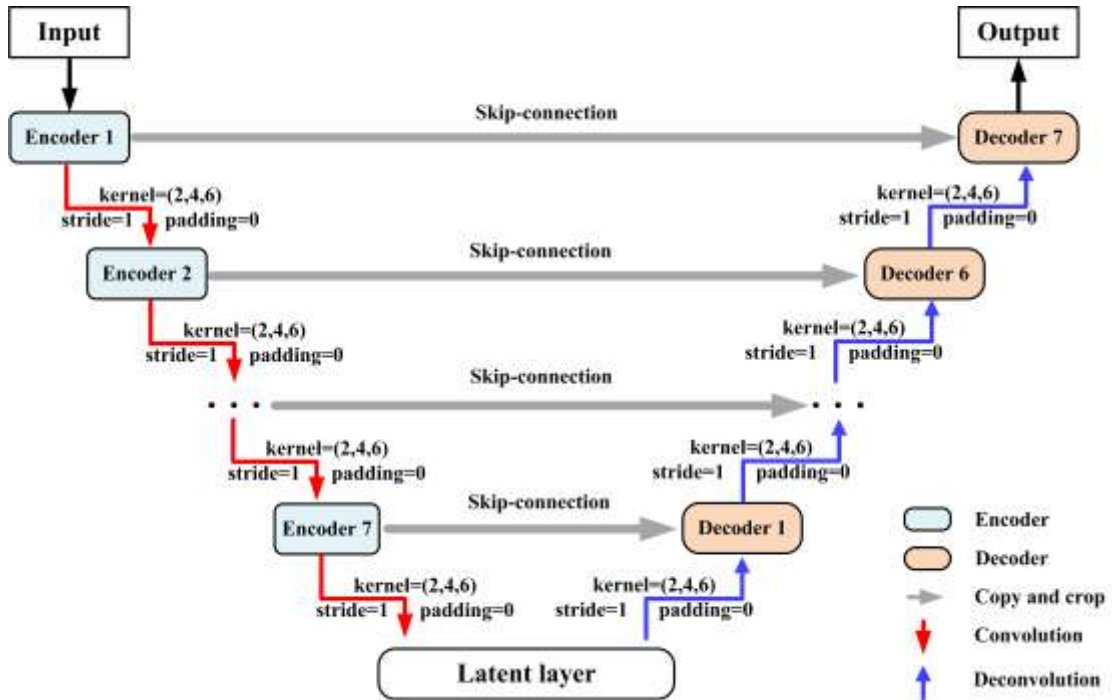 Input
Output
Encoder 1
Skip-connection
Decoder 7
kernel=(2,4,6)
stride=1 padding=0
kernel=(2,4,6)
stride=1 padding=0
Encoder 2
Skip-connection
Decoder 6
kernel=(2,4,6)
stride=1 padding=0
kernel=(2,4,6)
stride=1 padding=0
. . .
Skip-connection
. . .
kernel=(2,4,6)
stride=1 padding=0
kernel=(2,4,6)
stride=1 padding=0
Encoder 7
Skip-connection
Decoder 1
kernel=(2,4,6)
stride=1 padding=0
kernel=(2,4,6)
stride=1 padding=0
Latent layer
Encoder
Decoder
Copy and crop
Convolution
Deconvolution